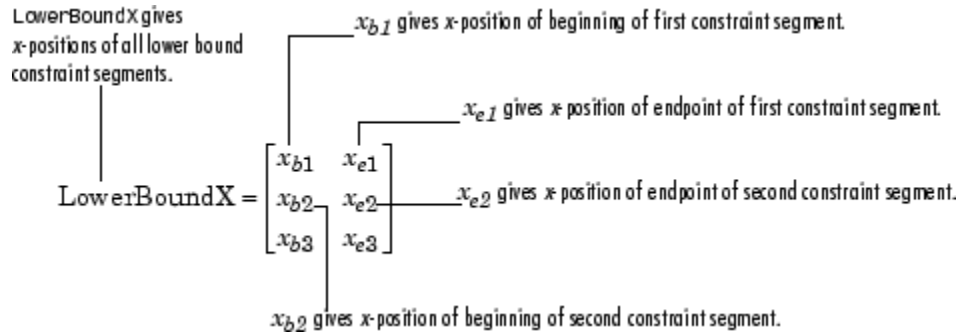 LowerBoundX gives
x-positions of all lower bound
constraint segments.
x_b1 gives x-position of beginning of first constraint segment.
x_e1 gives x-position of endpoint of first constraint segment.
LowerBoundX = [x_b1 x_e1
x_b2 x_e2
x_b3 x_e3]
x_e2 gives x-position of endpoint of second constraint segment.
x_b2 gives x-position of beginning of second constraint segment.